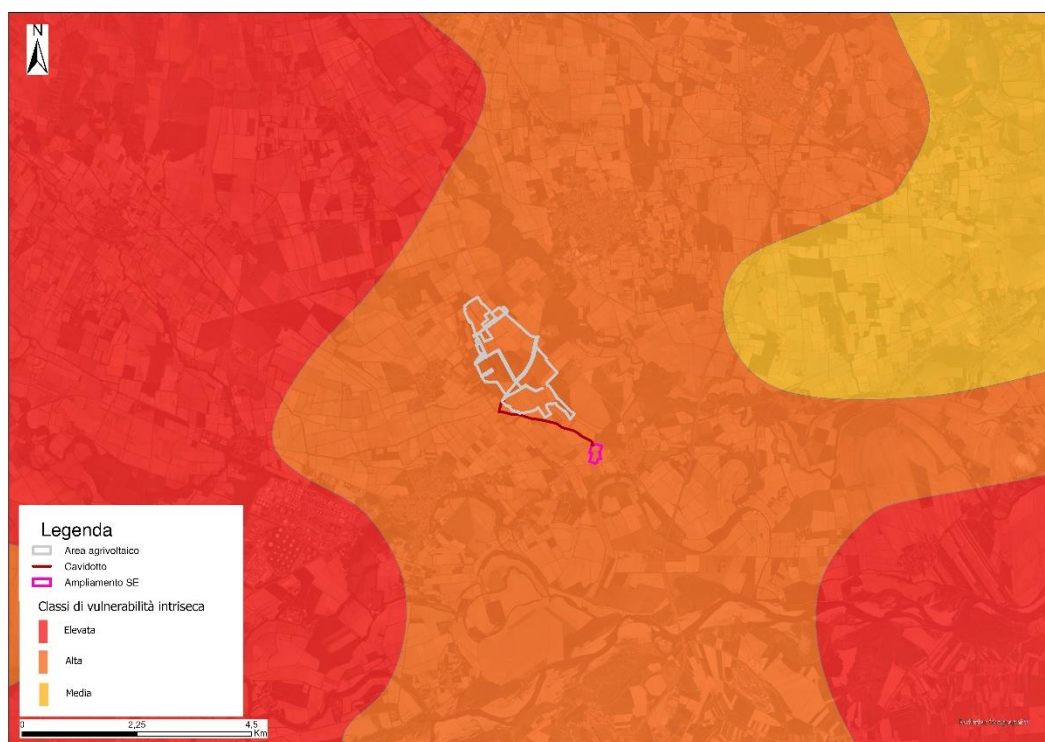 N
Legenda
Area agrivoltaico
Cavidotto
Ampliamento SE
Classi di vulnerabilità intriseca
Elevata
Alta
Media
0 2,25 4,5
Km